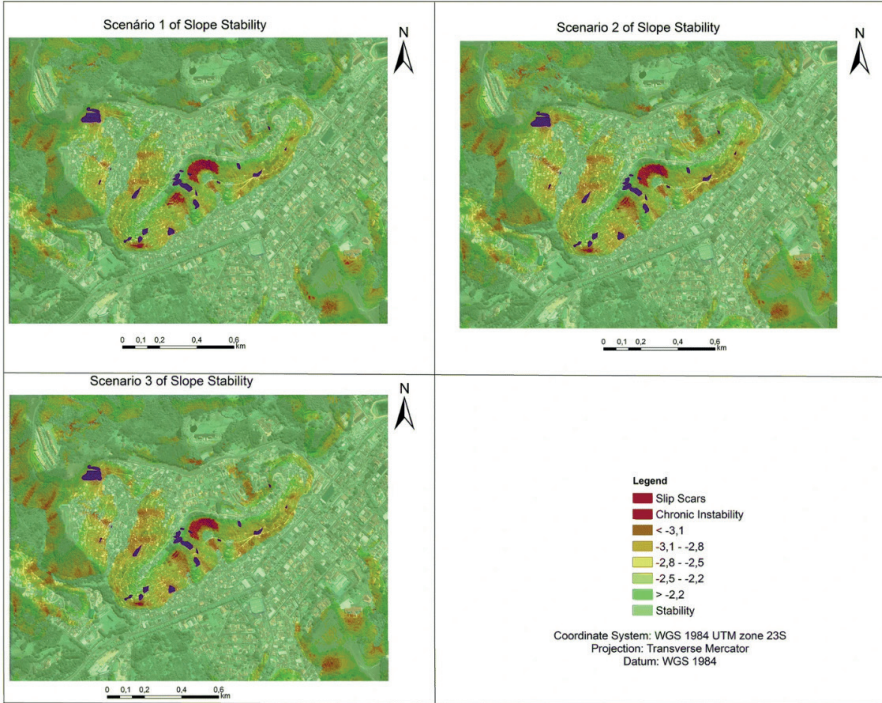 Scenário 1 of Slope Stability
N
0 0,1 0,2 0,4 0,6
km
Scenario 2 of Slope Stability
N
0 0,1 0,2 0,4 0,6
km
Scenario 3 of Slope Stability
N
0 0,1 0,2 0,4 0,6
km
Legend
Slip Scars
Chronic Instability
< -3,1
-3,1 - -2,8
-2,8 - -2,5
-2,5 - -2,2
> -2,2
Stability
Coordinate System: WGS 1984 UTM zone 23S
Projection: Transverse Mercator
Datum: WGS 1984